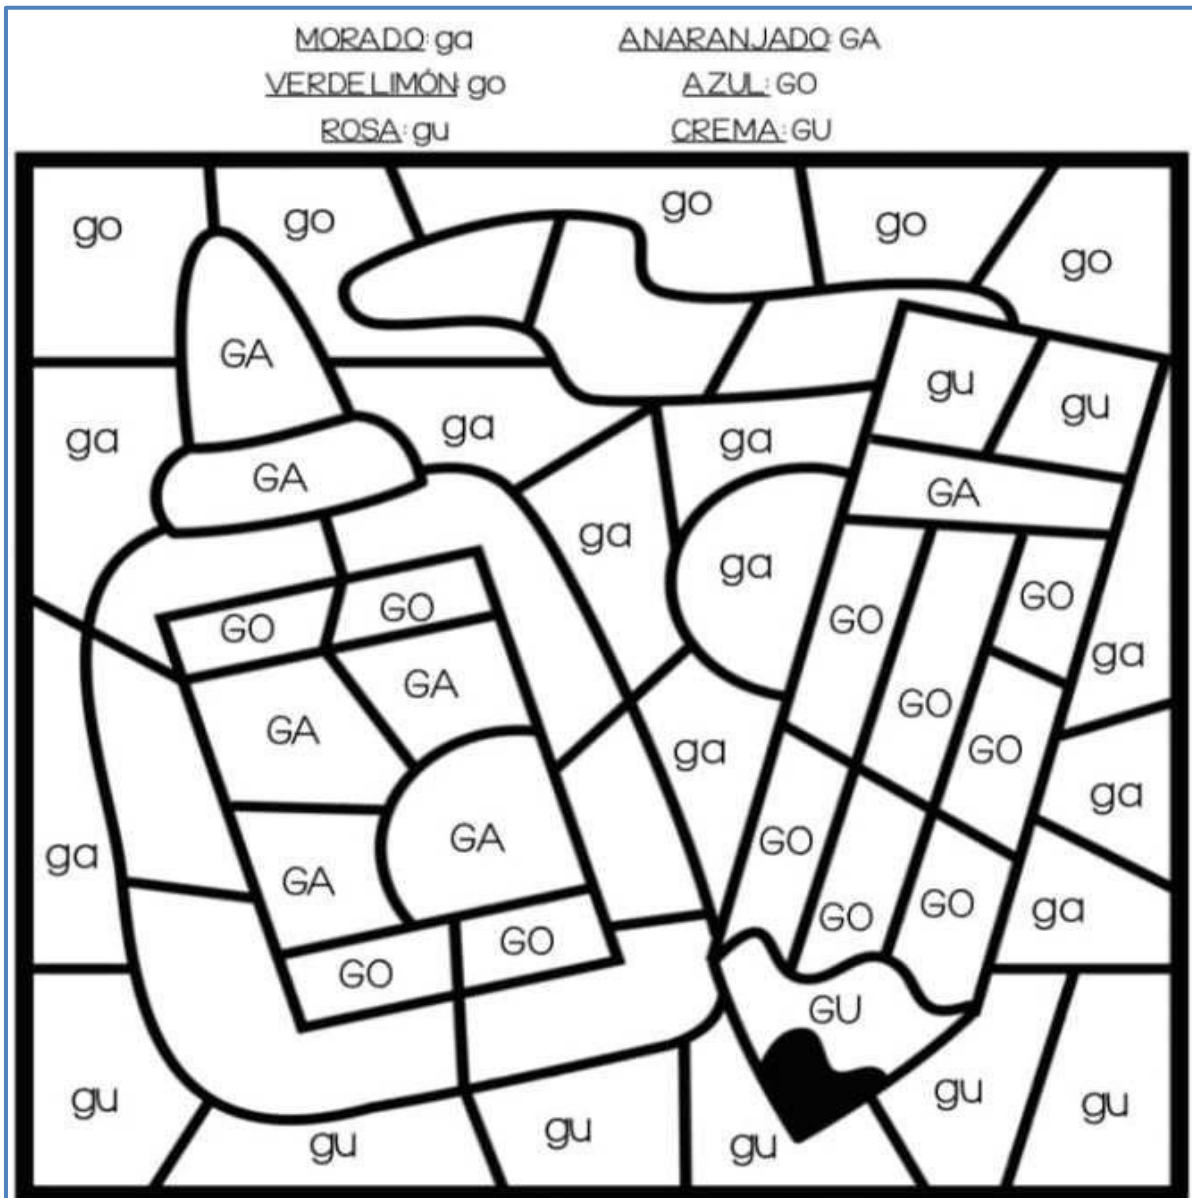 MORADO: ga ANARANJADO: GA
VERDE LIMÓN: go AZUL: GO
ROSA: gu CREMA: GU
go go go go go
GA
ga ga ga gu gu
GA GA
ga ga
GO GO GO GO
ga
GA GO
GA ga GO
ga
GA GO
ga GA
GO GO ga
GO GO
GU
gu gu gu
gu gu gu